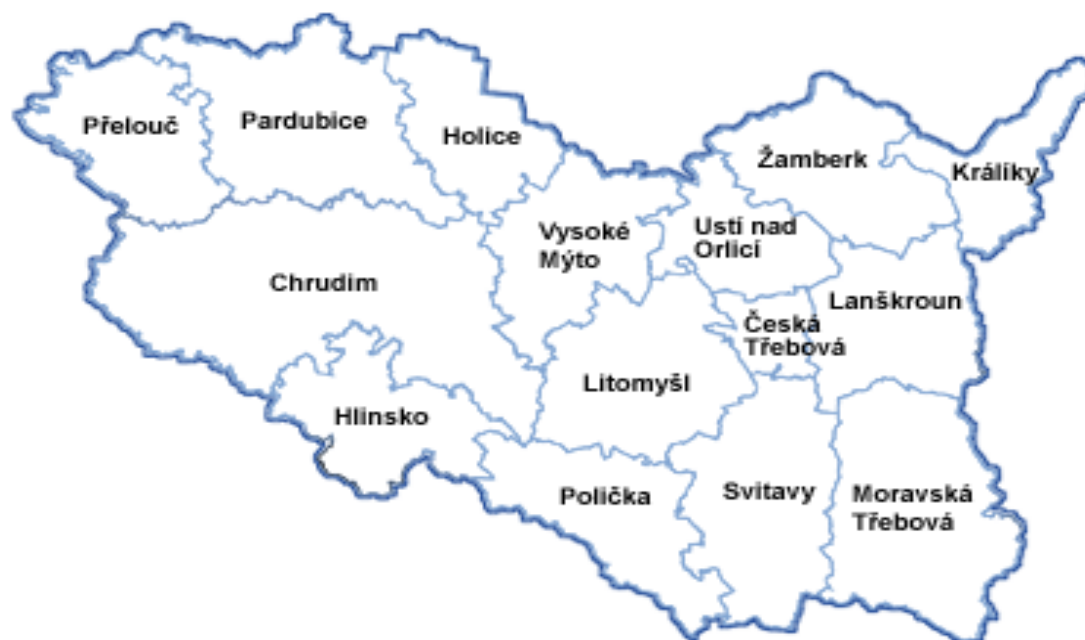 Přelouč
Pardubice
Holice
Žamberk
Králíky
Vysoké
Mýto
Ustí nad
Orlicí
Chrudim
Lanškroun
Česká
Třebová
Litomyšl
Hlinsko
Polička
Svitavy
Moravská
Třebová